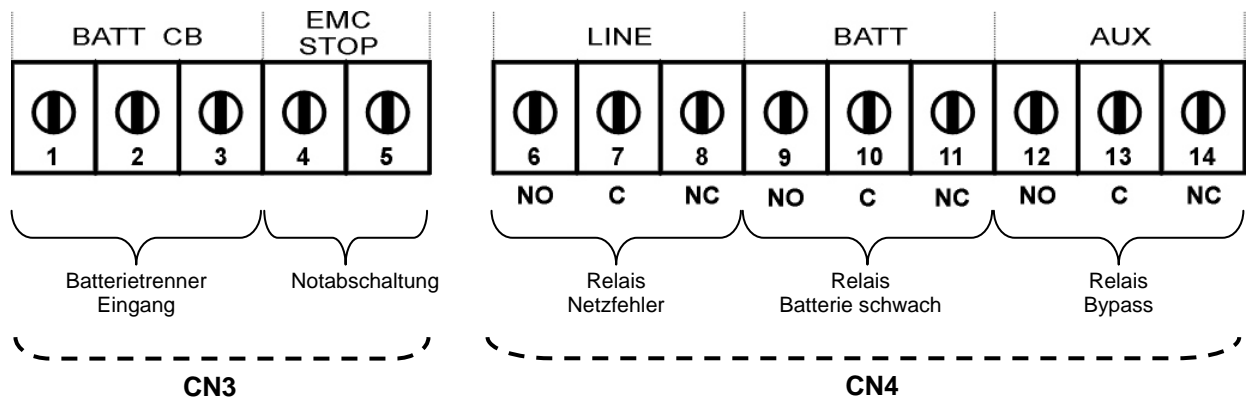 BATT CB
EMC
STOP
LINE
BATT
AUX
1 2 3 4 5
6 7 8 9 10 11 12 13 14
NO C NC NO C NC NO C NC
Batterietrenner
Eingang
Notabschaltung
Relais
Netzfehler
Relais
Batterie schwach
Relais
Bypass
CN3
CN4